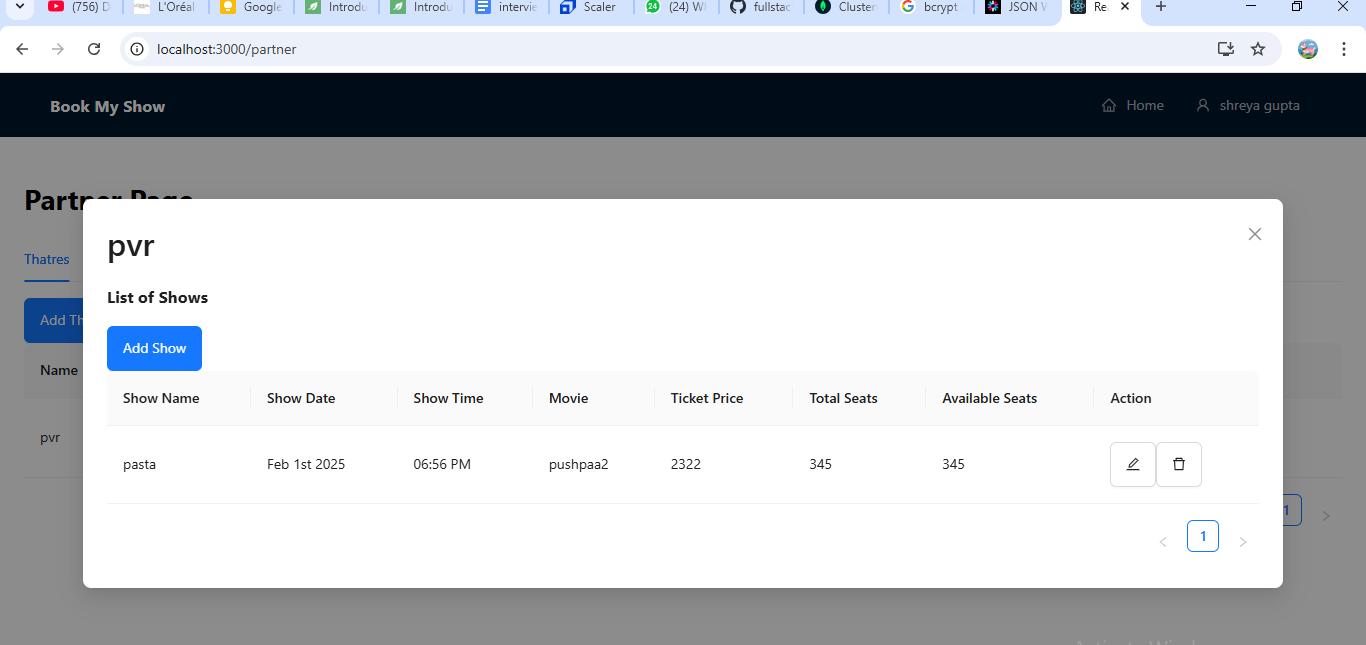 (756) D L'Oréal Google Introdu Introdu intervie Scaler (24) Wh fullstac Cluster bcrypt JSON W Rea
localhost:3000/partner
Book My Show Home shreya gupta
Partner Page
pvr
Thatres
List of Shows
Add Th
Add Show
Name
Show Name Show Date Show Time Movie Ticket Price Total Seats Available Seats Action
pvr
pasta Feb 1st 2025 06:56 PM pushpaa2 2322 345 345
1
1